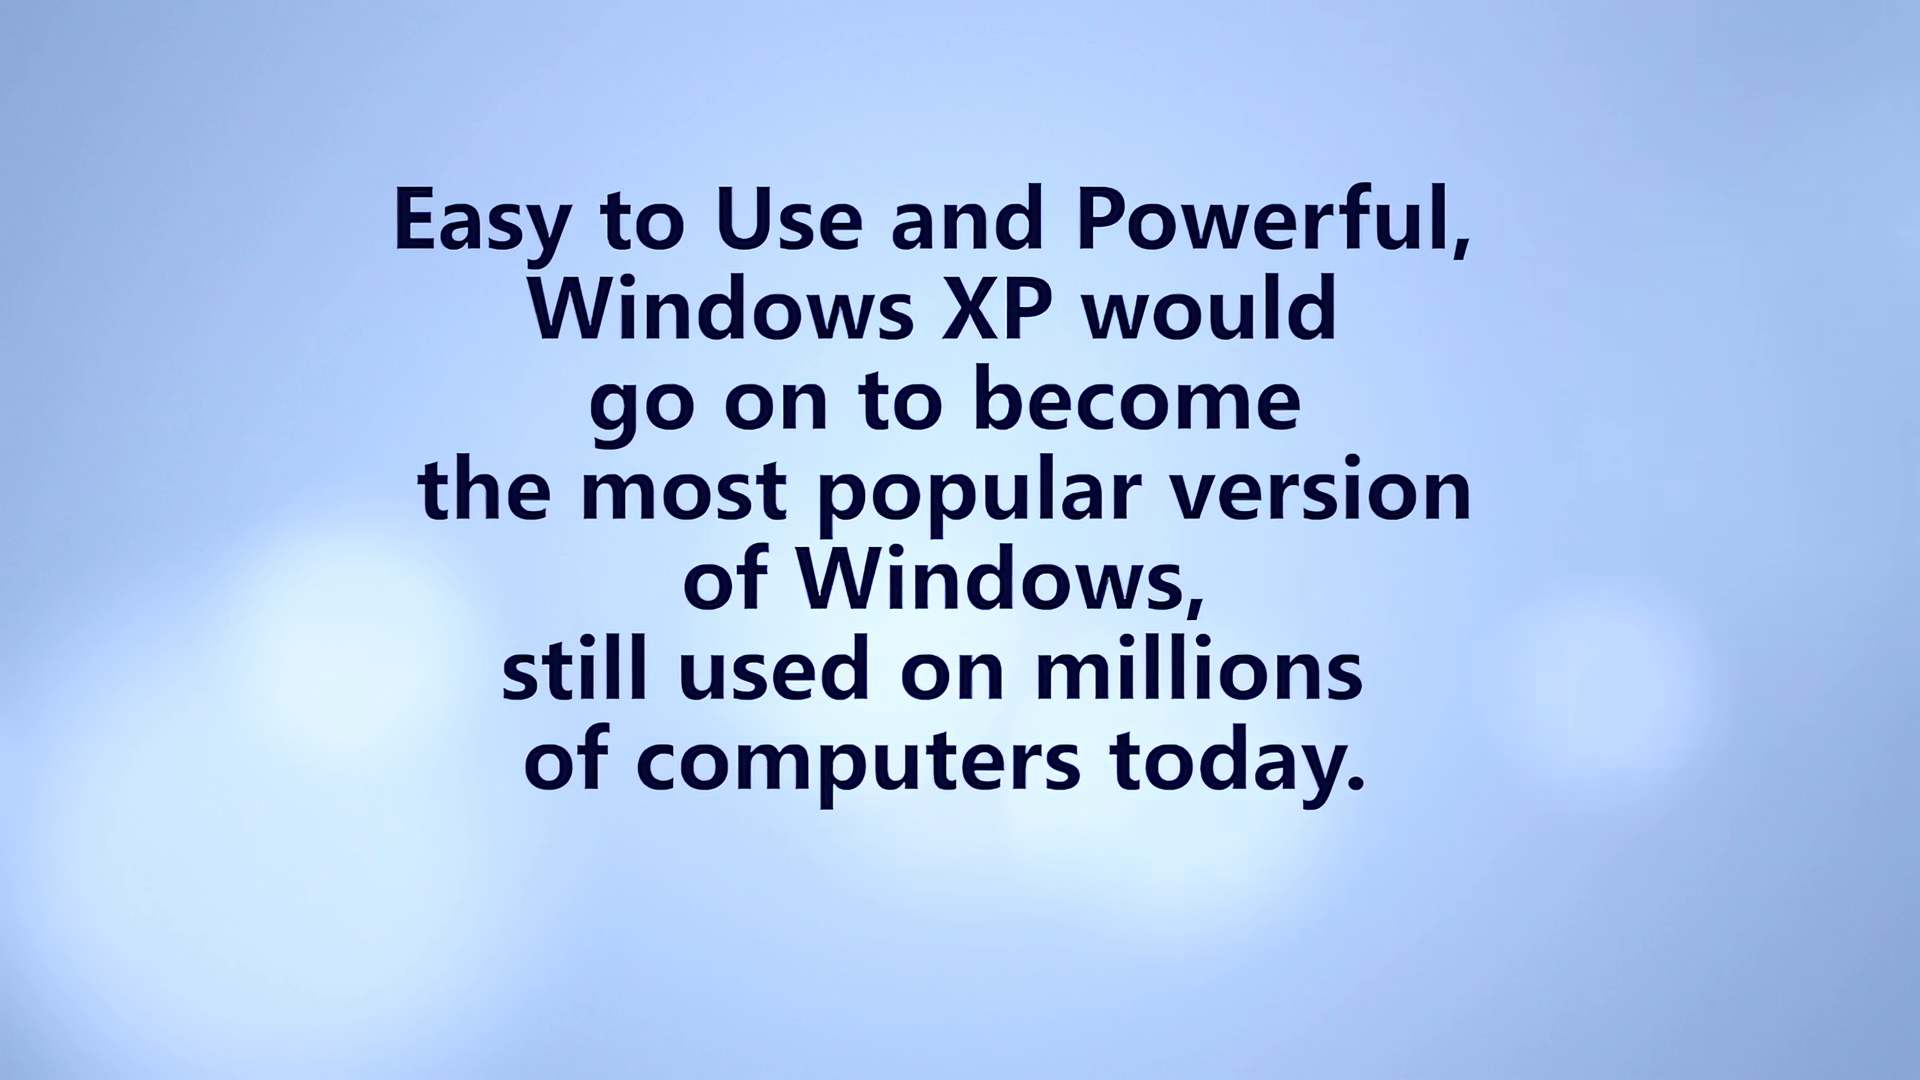 Easy to Use and Powerful,
Windows XP would
go on to become
the most popular version
of Windows,
still used on millions
of computers today.